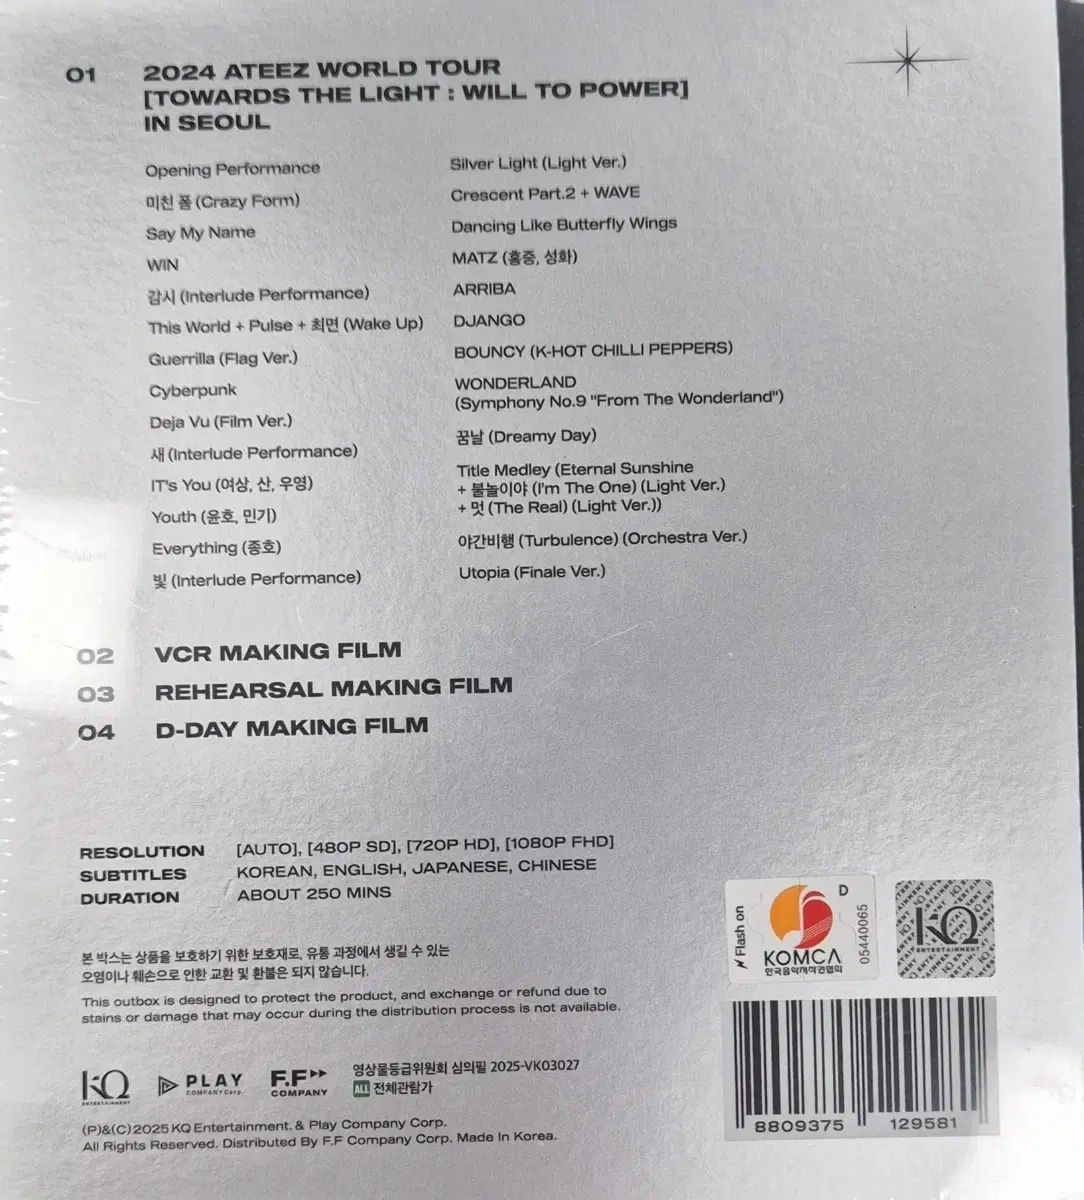 01
2024 ATEEZ WORLD TOUR
[TOWARDS THE LIGHT : WILL TO POWER]
IN SEOUL
Opening Performance
미친 폼 (Crazy Form)
Say My Name
WIN
감시 (Interlude Performance)
This World + Pulse + 최면 (Wake Up)
Guerrilla (Flag Ver.)
Cyberpunk
Deja Vu (Film Ver.)
새 (Interlude Performance)
IT's You (여상, 산, 우영)
Youth (윤호, 민기)
Everything (종호)
빛 (Interlude Performance)
Silver Light (Light Ver.)
Crescent Part.2 + WAVE
Dancing Like Butterfly Wings
MATZ (홍중, 성화)
ARRIBA
DJANGO
BOUNCY (K-HOT CHILLI PEPPERS)
WONDERLAND
(Symphony No.9 "From The Wonderland")
꿈날 (Dreamy Day)
Title Medley (Eternal Sunshine
+ 불놀이야 (I'm The One) (Light Ver.)
+ 멋 (The Real) (Light Ver.))
야간비행 (Turbulence) (Orchestra Ver.)
Utopia (Finale Ver.)
02 VCR MAKING FILM
03 REHEARSAL MAKING FILM
04 D-DAY MAKING FILM
RESOLUTION [AUTO], [480P SD], [720P HD], [1080P FHD]
SUBTITLES KOREAN, ENGLISH, JAPANESE, CHINESE
DURATION ABOUT 250 MINS
본 박스는 상품을 보호하기 위한 보호재로, 유통 과정에서 생길 수 있는
오염이나 훼손으로 인한 교환 및 환불은 되지 않습니다.
This outbox is designed to protect the product, and exchange or refund due to
stains or damage that may occur during the distribution process is not available.
Flash on
D
KOMCA
한국음악저작권협회
05440065
KQ
ENTERTAINMENT
KQ
ENTERTAINMENT
PLAY
COMPANY Corp.
F.F
COMPANY
영상물등급위원회 심의필 2025-VK03027
ALL 전체관람가
(P)&(C) 2025 KQ Entertainment. & Play Company Corp.
All Rights Reserved. Distributed By F.F Company Corp. Made In Korea.
8809375 129581